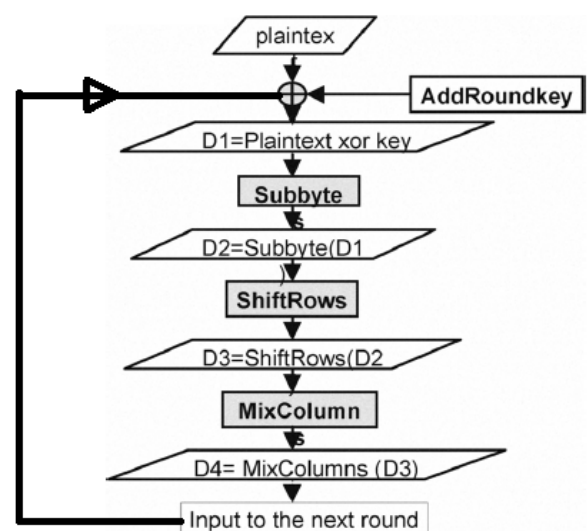 plaintex
t
AddRoundkey
D1=Plaintext xor key
Subbyte
s
D2=Subbyte(D1
)
ShiftRows
D3=ShiftRows(D2
MixColumn
s
D4= MixColumns (D3)
Input to the next round